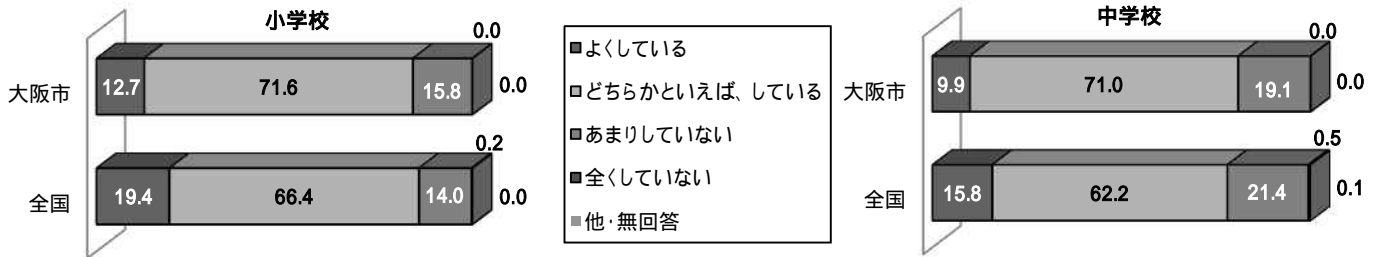 小学校
大阪市
12.7
71.6
15.8
0.0
0.0
全国
19.4
66.4
14.0
0.2
0.0
よくしている
どちらかといえば、している
あまりしていない
全くしていない
他・無回答
中学校
大阪市
9.9
71.0
19.1
0.0
0.0
全国
15.8
62.2
21.4
0.5
0.1